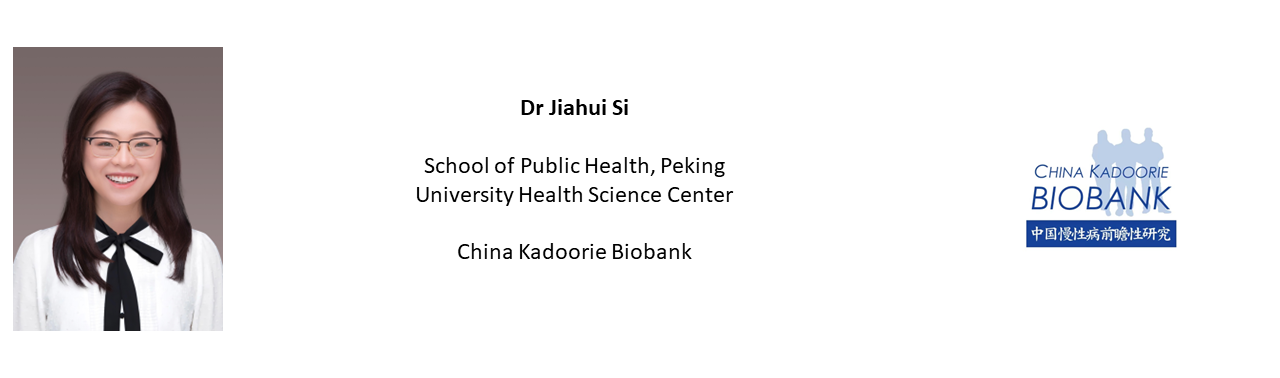 Dr Jiahui Si
School of Public Health, Peking
University Health Science Center
China Kadoorie Biobank
CHINA KADOORIE
BIOBANK
中国慢性病前瞻性研究